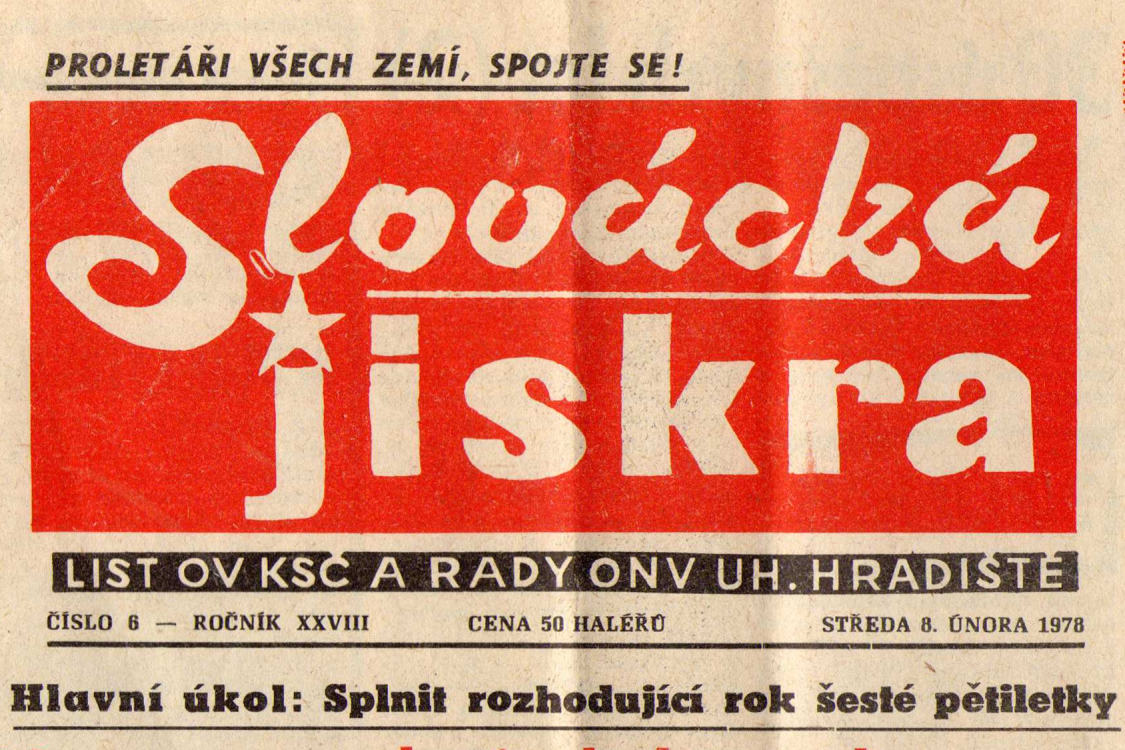 PROLETÁŘI VŠECH ZEMÍ, SPOJTE SE!
Slovácká
jiskra
LIST OV KSČ A RADY ONV UH. HRADIŠTĚ
ČÍSLO 6 — ROČNÍK XXVIII CENA 50 HALÉŘŮ STŘEDA 8. ÚNORA 1978
Hlavní úkol: Splnit rozhodující rok šesté pětiletky